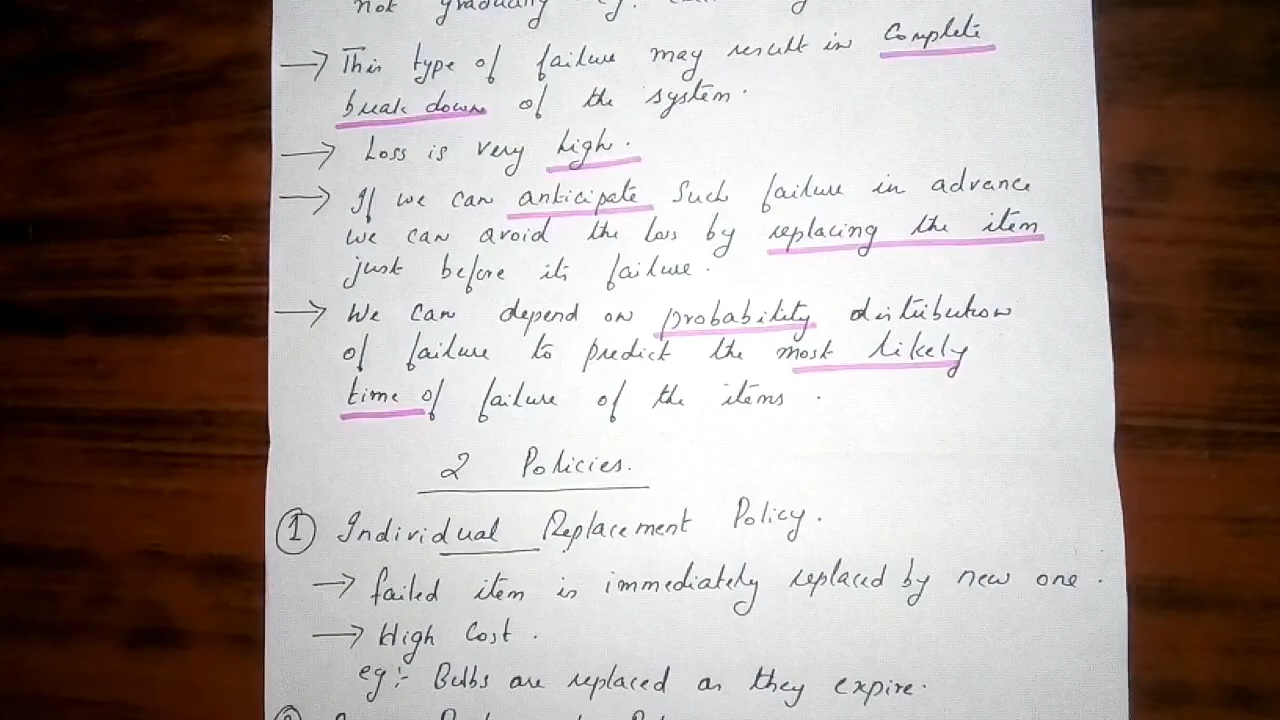 not gradually eg:
→ This type of failure may result in complete
break down of the system.
→ Loss is very high.
→ If we can anticipate such failure in advance
we can avoid the loss by replacing the item
just before its failure.
→ We can depend on probability distribution
of failure to predict the most likely
time of failure of the items.
2 Policies.
① Individual Replacement Policy.
→ failed item is immediately replaced by new one.
→ High Cost.
eg:- Bulbs are replaced as they expire.